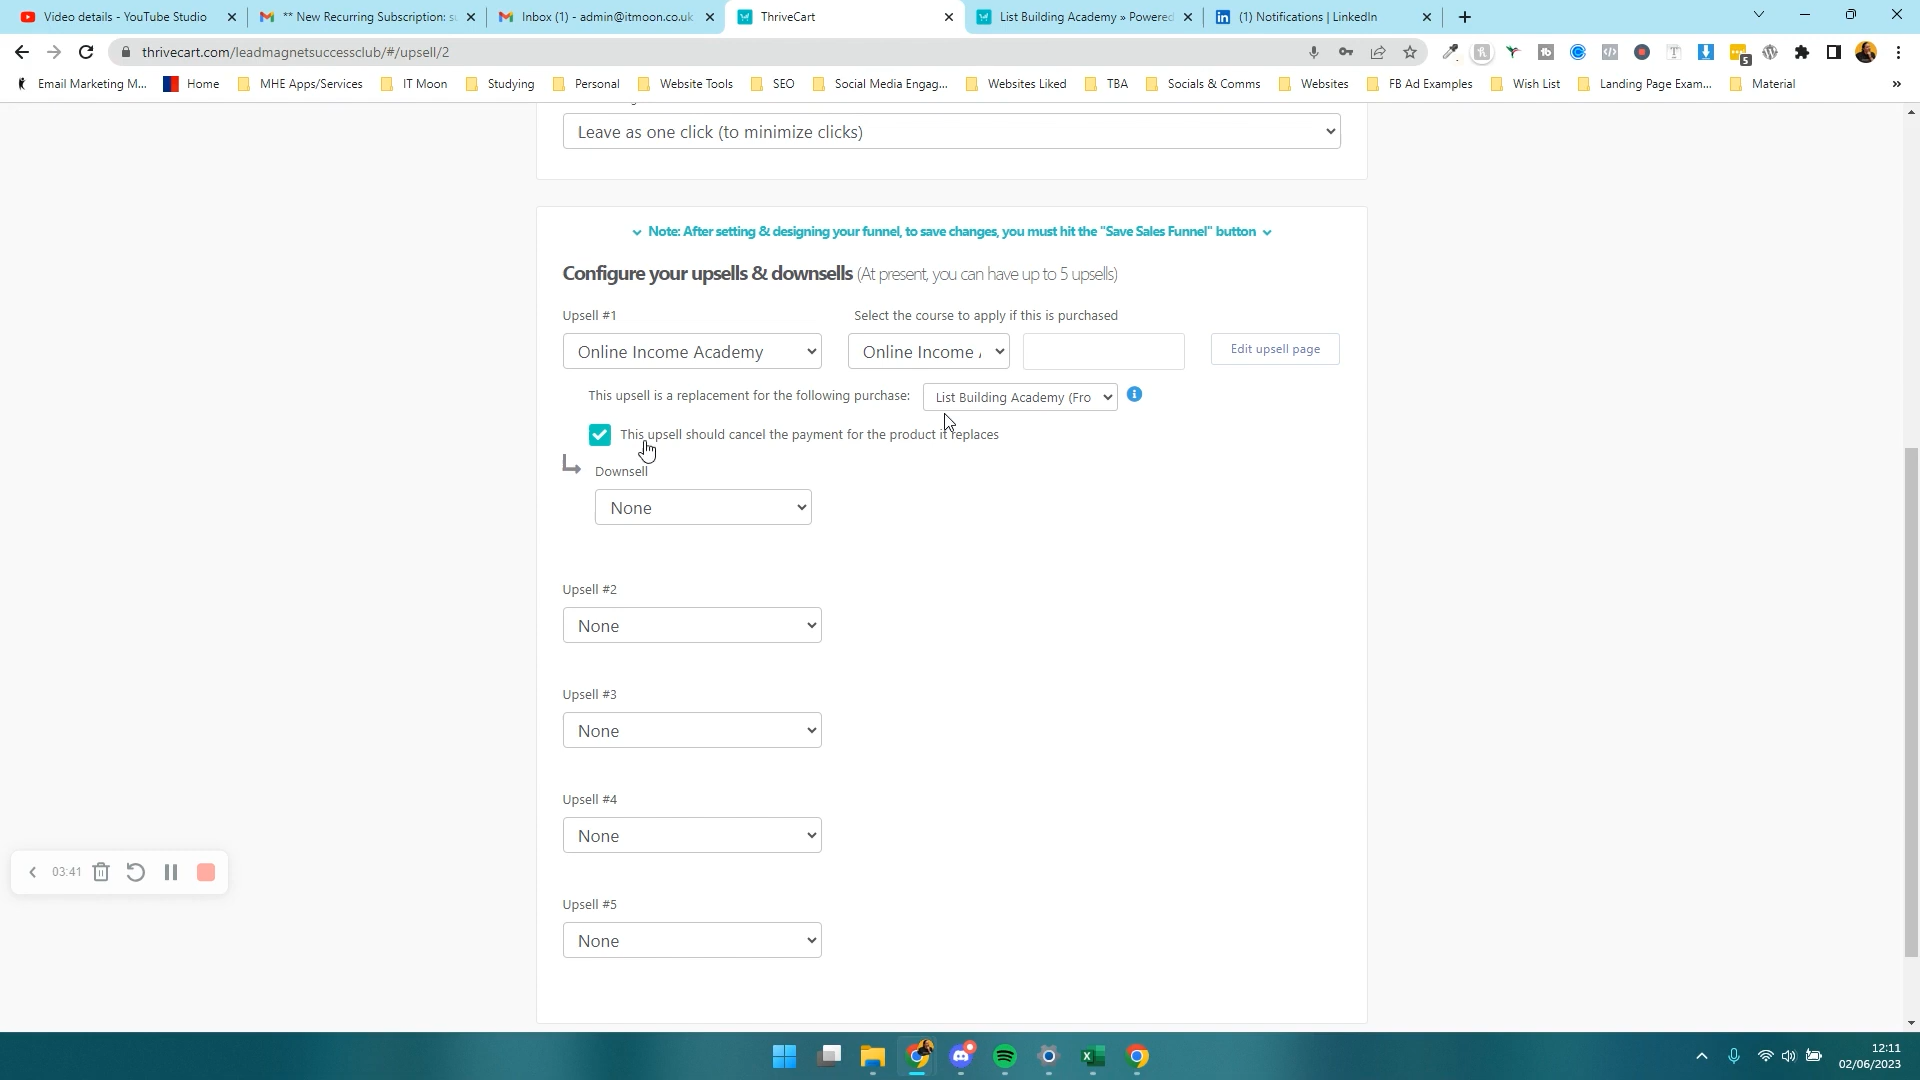 Video details - YouTube Studio
** New Recurring Subscription: su
Inbox (1) - admin@itmoon.co.uk
ThriveCart
List Building Academy » Powered
(1) Notifications | LinkedIn
thrivecart.com/leadmagnetsuccessclub/#/upsell/2
5
Email Marketing M...
Home
MHE Apps/Services
IT Moon
Studying
Personal
Website Tools
SEO
Social Media Engag...
Websites Liked
TBA
Socials & Comms
Websites
FB Ad Examples
Wish List
Landing Page Exam...
Material
»
Leave as one click (to minimize clicks)
Note: After setting & designing your funnel, to save changes, you must hit the "Save Sales Funnel" button
Configure your upsells & downsells (At present, you can have up to 5 upsells)
Upsell #1
Select the course to apply if this is purchased
Online Income Academy
Online Income
Edit upsell page
This upsell is a replacement for the following purchase:
List Building Academy (Fro
This upsell should cancel the payment for the product it replaces
Downsell
None
Upsell #2
None
Upsell #3
None
Upsell #4
None
Upsell #5
None
03:41
12:11
02/06/2023